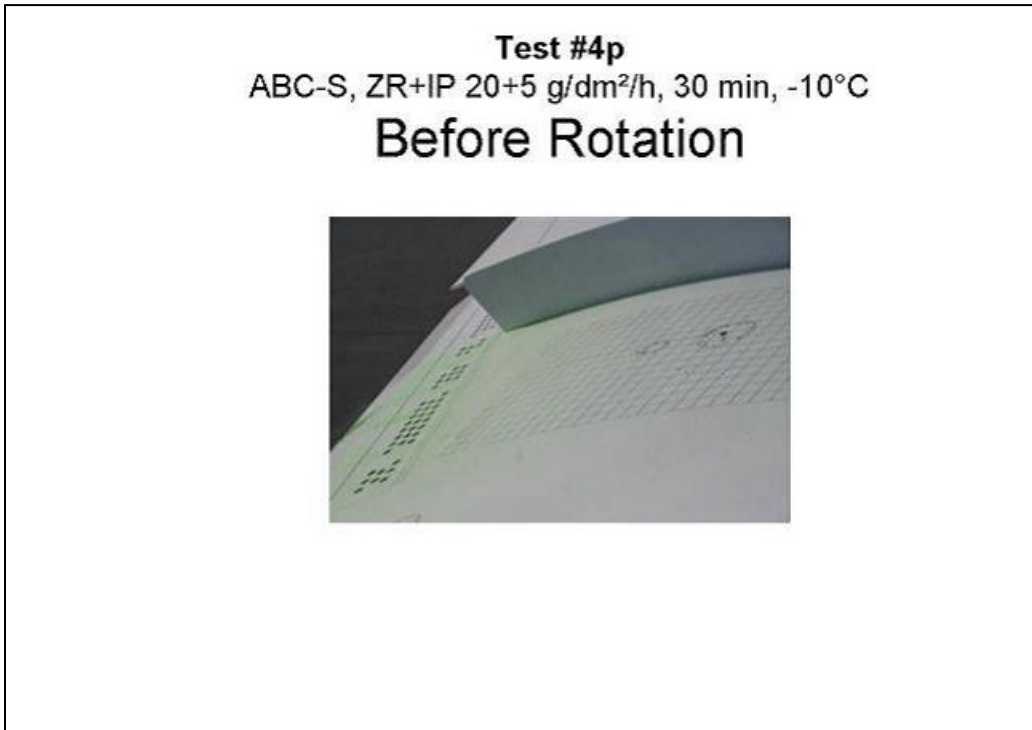 Test #4p
ABC-S, ZR+IP 20+5 g/dm²/h, 30 min, -10°C
Before Rotation